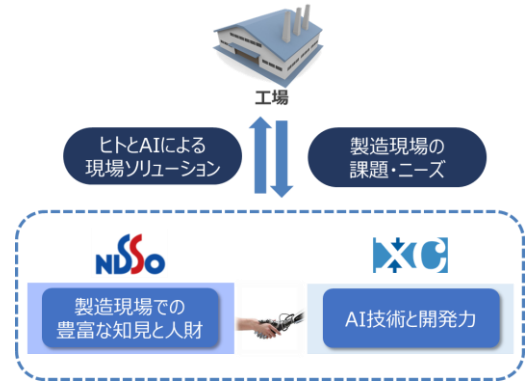 工場
ヒトとAIによる
現場ソリューション
製造現場の
課題・ニーズ
NISSO
XC
製造現場での
豊富な知見と人財
AI技術と開発力